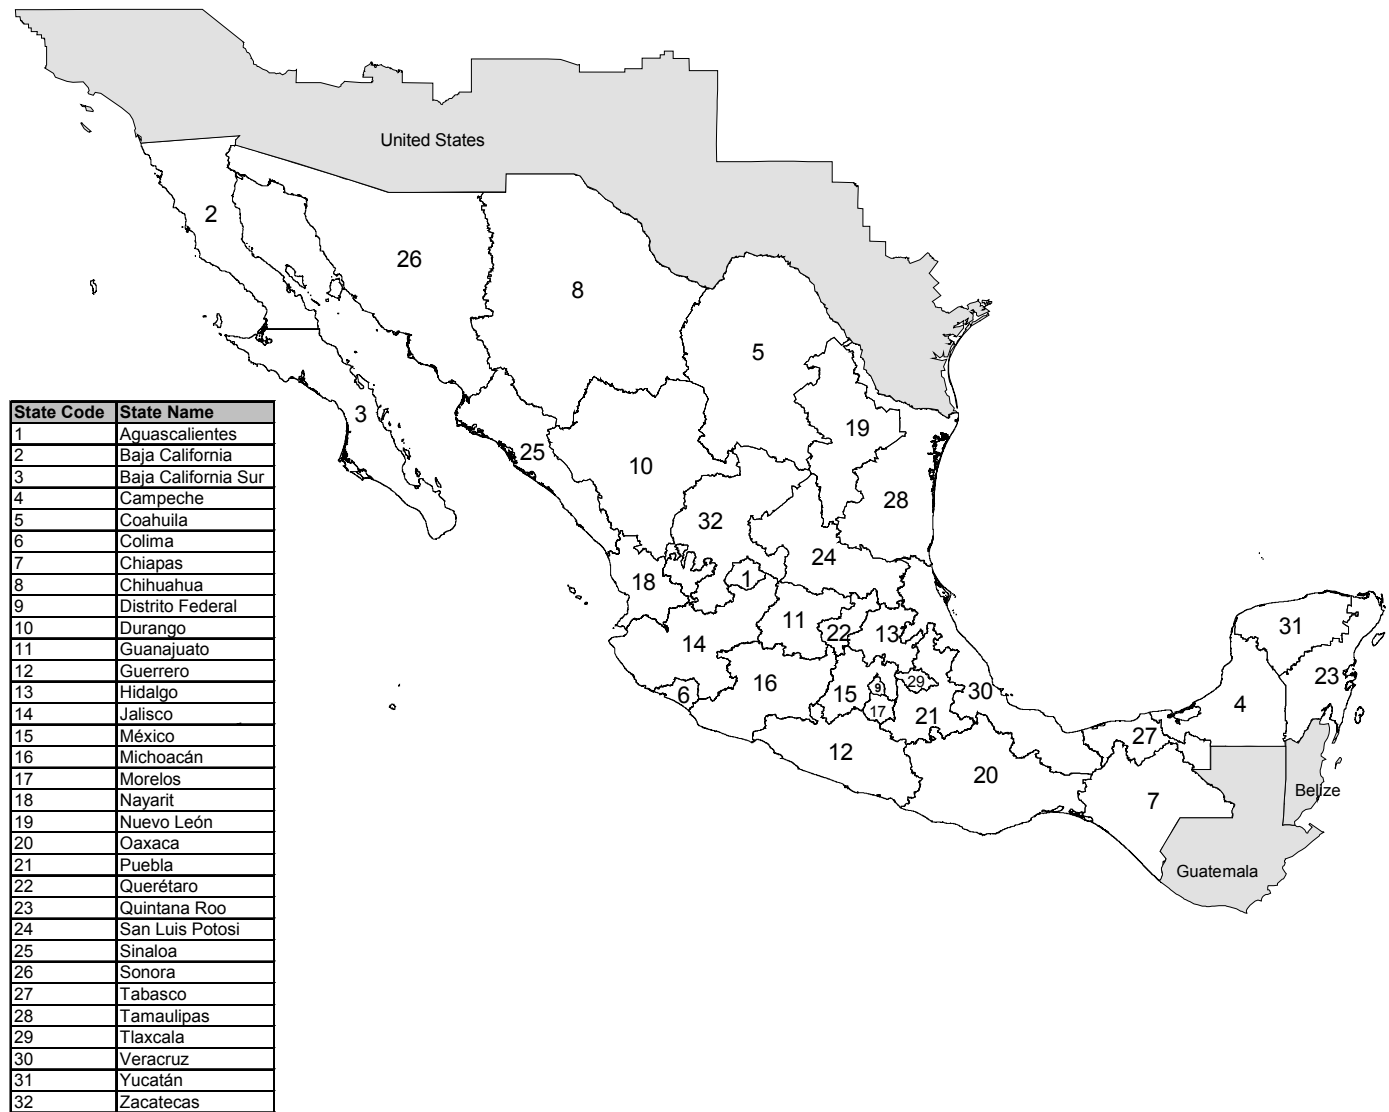 United States
2
26
8
5
3
19
25
10
28
32
24
18
1
11
22
13
31
14
23
16
15
9
29
6
30
17
21
4
27
12
20
7
Belize
Guatemala
State Code State Name
1 Aguascalientes
2 Baja California
3 Baja California Sur
4 Campeche
5 Coahuila
6 Colima
7 Chiapas
8 Chihuahua
9 Distrito Federal
10 Durango
11 Guanajuato
12 Guerrero
13 Hidalgo
14 Jalisco
15 México
16 Michoacán
17 Morelos
18 Nayarit
19 Nuevo León
20 Oaxaca
21 Puebla
22 Querétaro
23 Quintana Roo
24 San Luis Potosi
25 Sinaloa
26 Sonora
27 Tabasco
28 Tamaulipas
29 Tlaxcala
30 Veracruz
31 Yucatán
32 Zacatecas